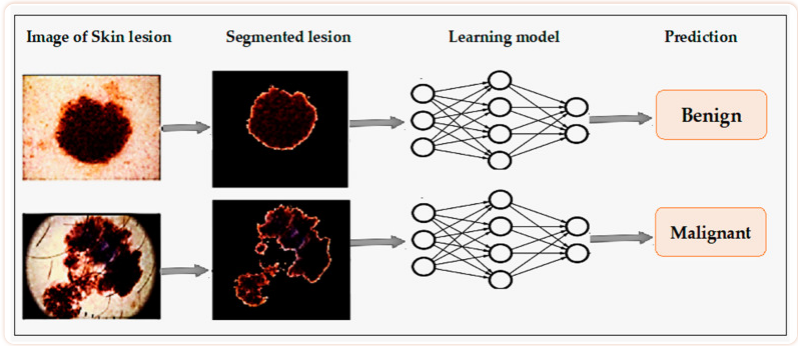 Image of Skin lesion
Segmented lesion
Learning model
Prediction
Benign
Malignant